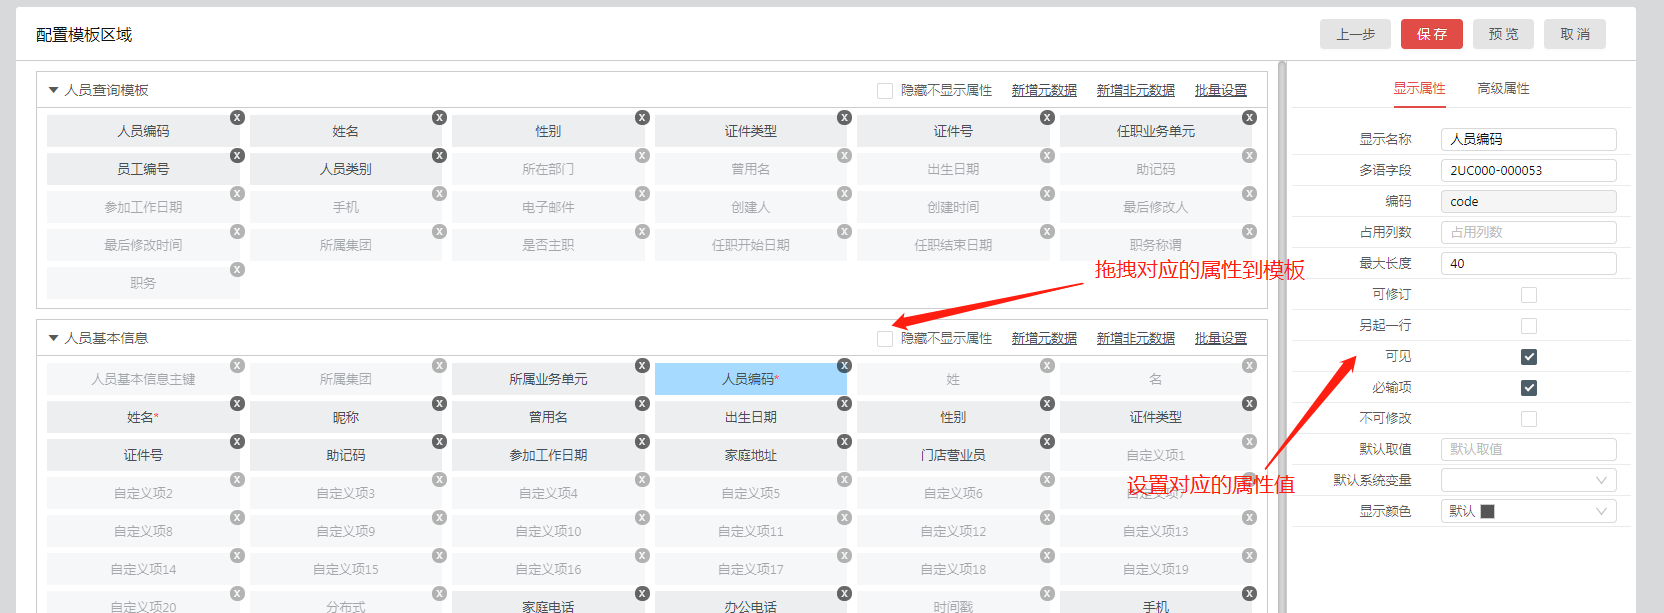 配置模板区域
上一步 保存 预览 取消
人员查询模板 隐藏不显示属性 新增元数据 新增非元数据 批量设置
人员编码 姓名 性别 证件类型 证件号 任职业务单元
员工编号 人员类别 所在部门 曾用名 出生日期 助记码
参加工作日期 手机 电子邮件 创建人 创建时间 最后修改人
最后修改时间 所属集团 是否主职 任职开始日期 任职结束日期 职务称谓
职务
拖拽对应的属性到模板
人员基本信息 隐藏不显示属性 新增元数据 新增非元数据 批量设置
人员基本信息主键 所属集团 所属业务单元 人员编码* 姓 名
姓名* 昵称 曾用名 出生日期 性别 证件类型
证件号 助记码 参加工作日期 家庭地址 门店营业员 自定义项1
自定义项2 自定义项3 自定义项4 自定义项5 自定义项6 自定义项7
设置对应的属性值
自定义项8 自定义项9 自定义项10 自定义项11 自定义项12 自定义项13
自定义项14 自定义项15 自定义项16 自定义项17 自定义项18 自定义项19
自定义项20 分布式 家庭电话 办公电话 时间戳 手机
显示属性 高级属性
显示名称 人员编码
多语字段 2UC000-000053
编码 code
占用列数 占用列数
最大长度 40
可修订
另起一行
可见
必输项
不可修改
默认取值 默认取值
默认系统变量
显示颜色 默认